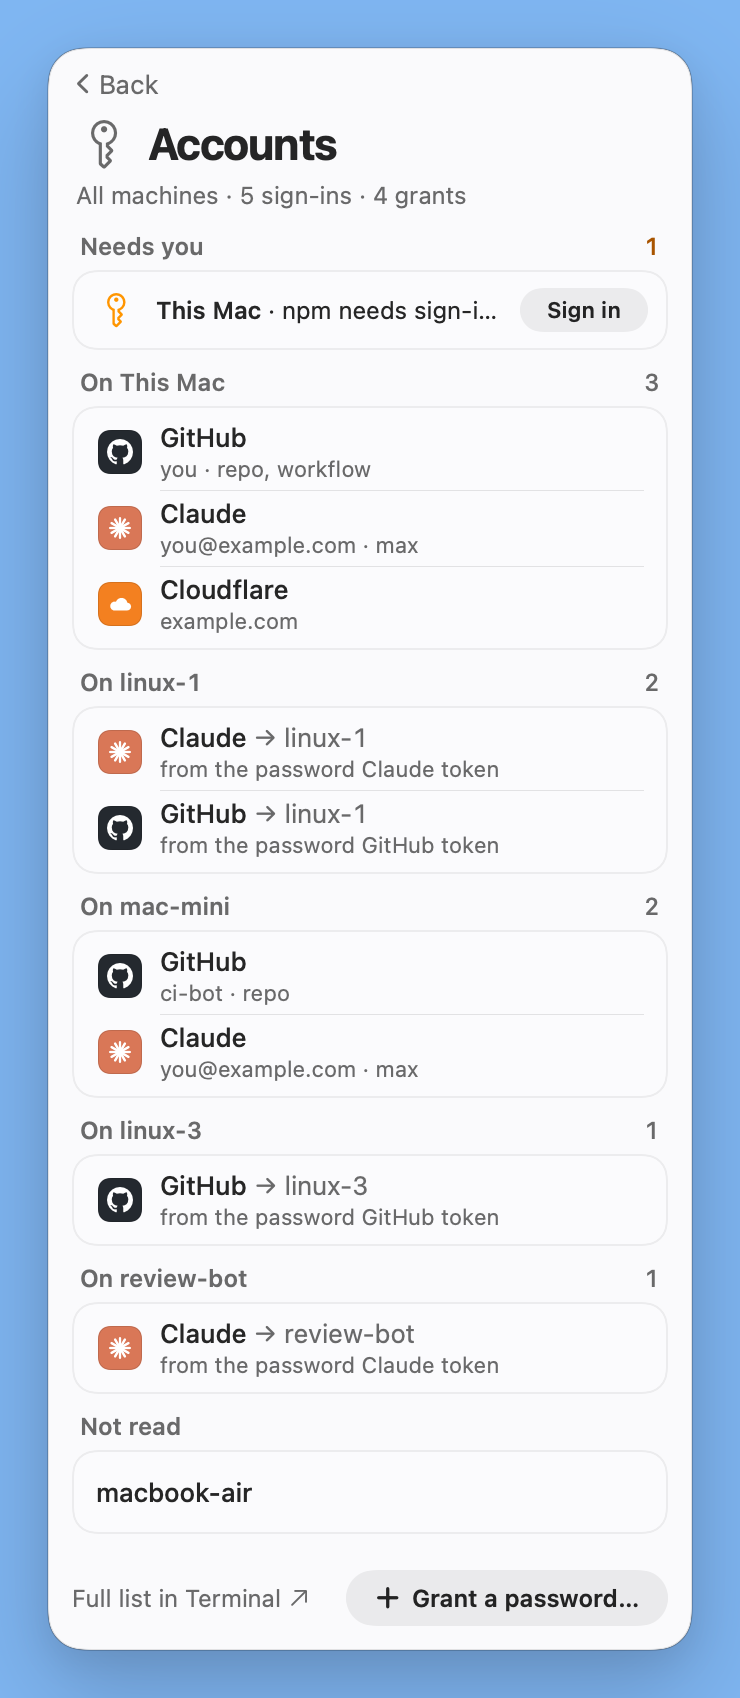 Back
Accounts
All machines · 5 sign-ins · 4 grants
Needs you 1
This Mac · npm needs sign-i... Sign in
On This Mac 3
GitHub
you · repo, workflow
Claude
you@example.com · max
Cloudflare
example.com
On linux-1 2
Claude → linux-1
from the password Claude token
GitHub → linux-1
from the password GitHub token
On mac-mini 2
GitHub
ci-bot · repo
Claude
you@example.com · max
On linux-3 1
GitHub → linux-3
from the password GitHub token
On review-bot 1
Claude → review-bot
from the password Claude token
Not read
macbook-air
Full list in Terminal ↗ + Grant a password...